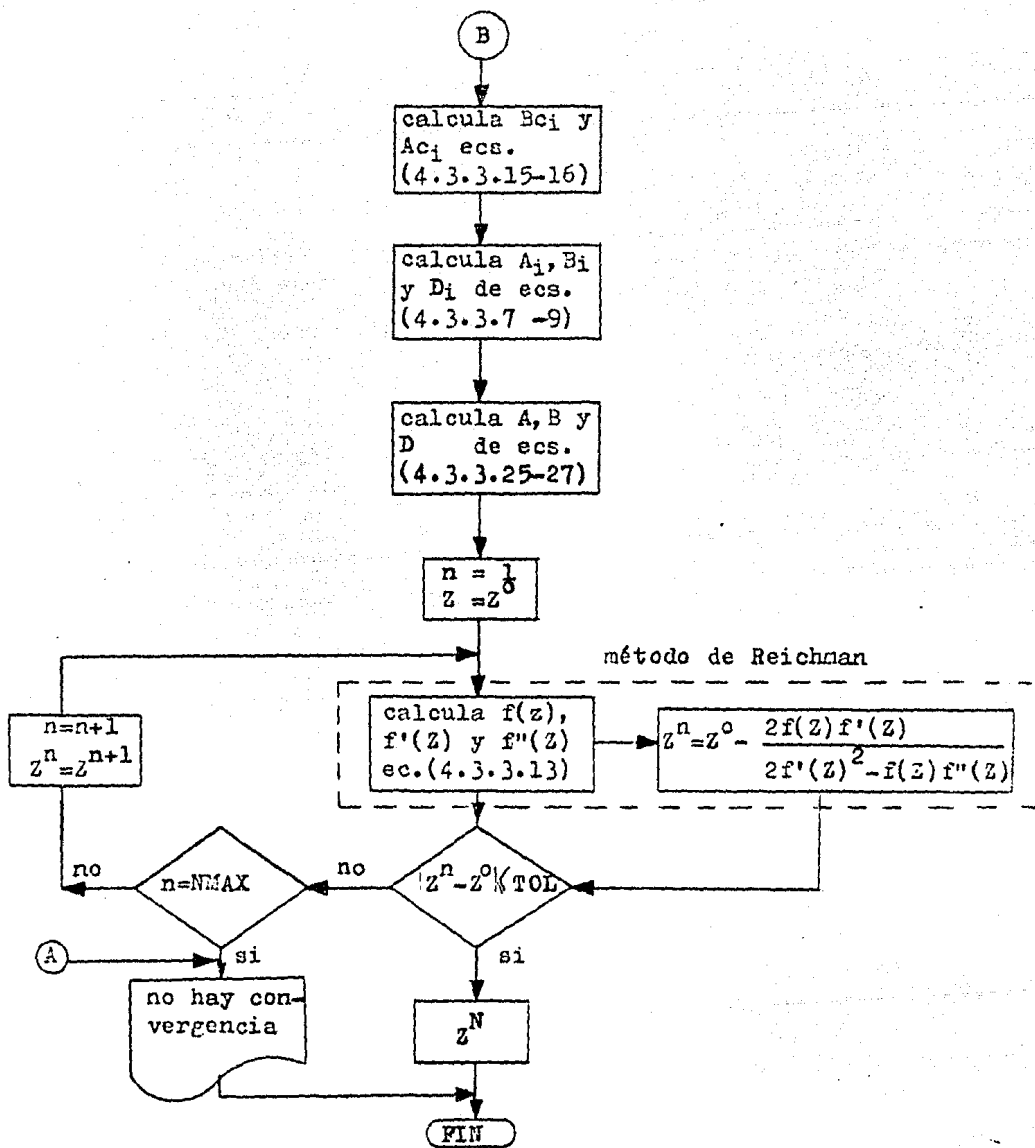 B
calcula Bci y
Aci ecs.
(4.3.3.15-16)
calcula Ai, Bi
y Di de ecs.
(4.3.3.7 -9)
calcula A, B y
D de ecs.
(4.3.3.25-27)
n = 1
Z = Z^o
método de Reichman
n=n+1
Z^n=Z^{n+1}
calcula f(z),
f'(Z) y f"(Z)
ec.(4.3.3.13)
Z^n=Z^o- 2f(Z)f'(Z)
2f'(Z)^2-f(Z)f"(Z)
no
n=NMAX
no
|Z^n-Z^o|<TOL
A
si
si
no hay con-
vergencia
Z^N
FIN